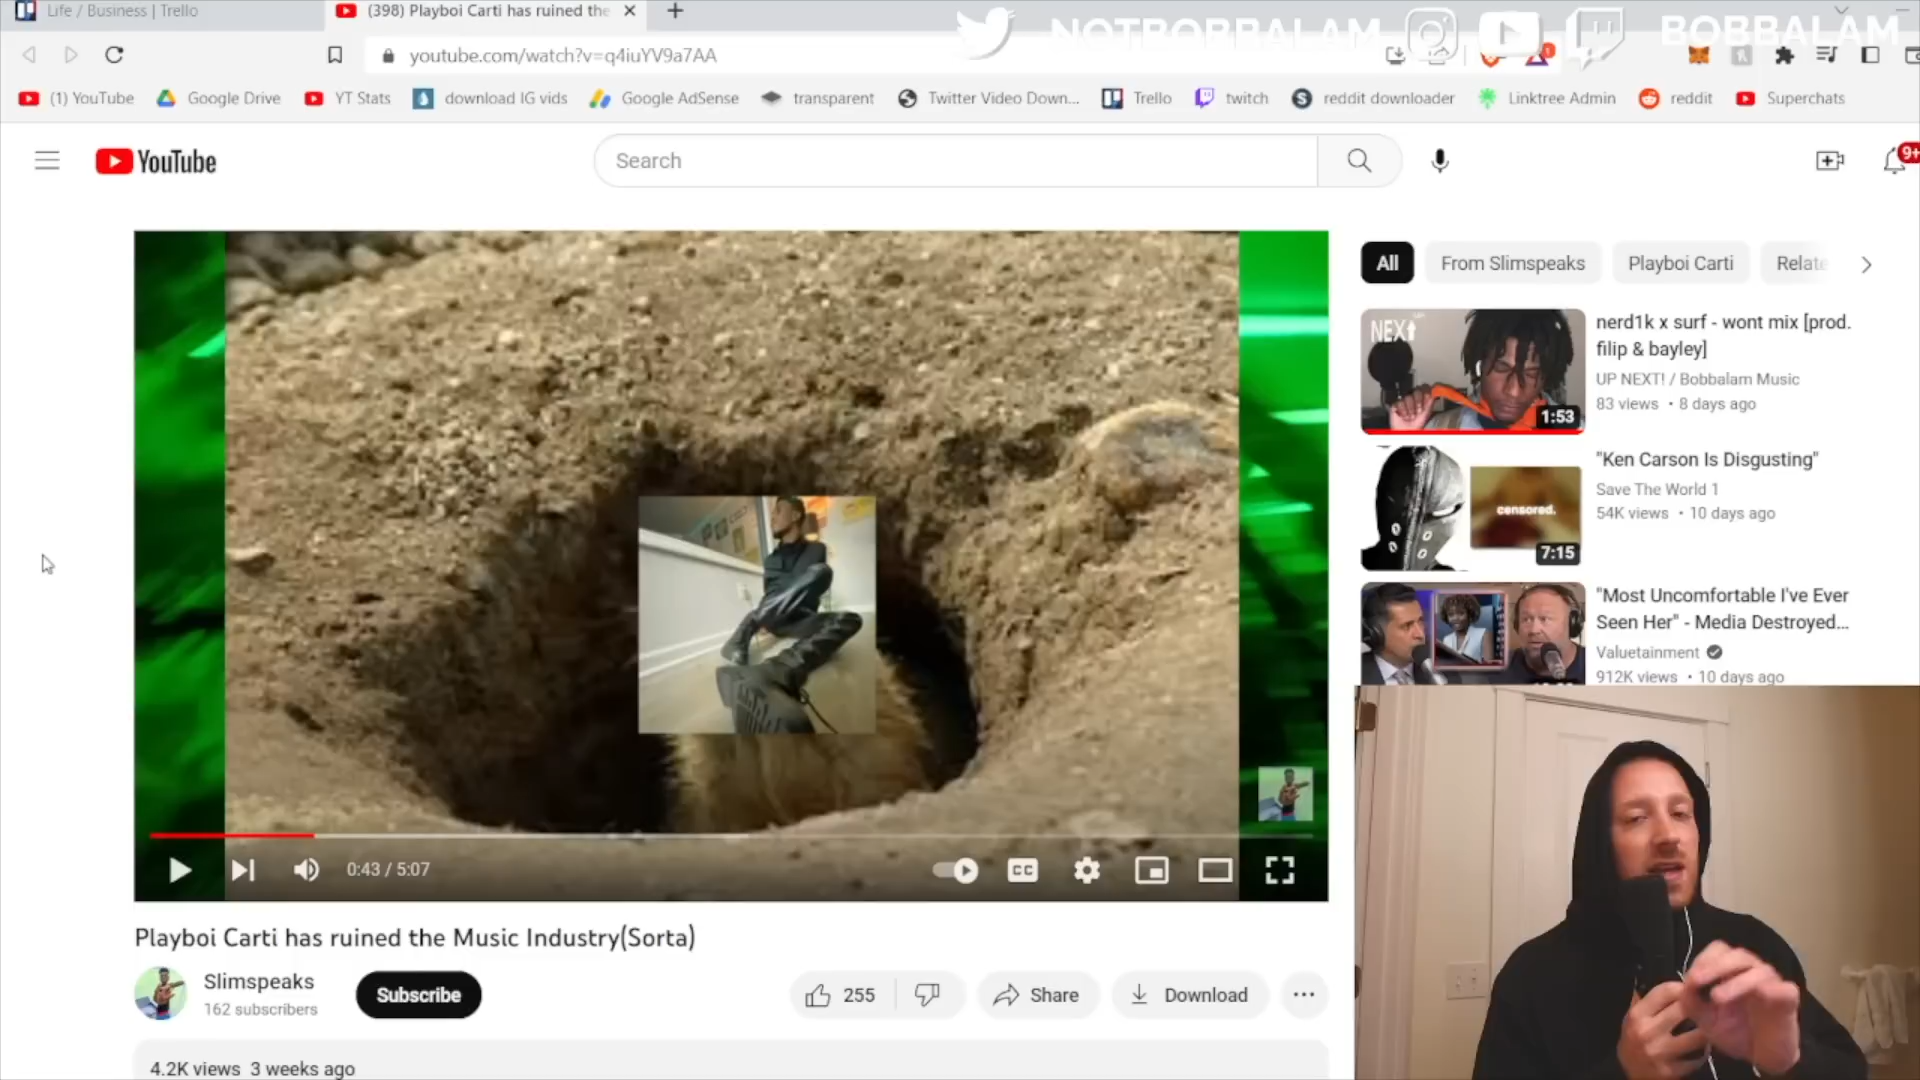 Life / Business | Trello
(398) Playboi Carti has ruined the
NOTBOBBALAM
BOBBALAM
youtube.com/watch?v=q4iuYV9a7AA
1
(1) YouTube
Google Drive
YT Stats
download IG vids
Google AdSense
transparent
Twitter Video Down...
Trello
twitch
reddit downloader
Linktree Admin
reddit
Superchats
YouTube
Search
9+
All
From Slimspeaks
Playboi Carti
Relate
NEXt
1:53
nerd1k x surf - wont mix [prod.
filip & bayley]
UP NEXT! / Bobbalam Music
83 views • 8 days ago
censored.
7:15
"Ken Carson Is Disgusting"
Save The World 1
54K views • 10 days ago
"Most Uncomfortable I've Ever
Seen Her" - Media Destroyed...
Valuetainment
912K views • 10 days ago
0:43 / 5:07
CC
Playboi Carti has ruined the Music Industry(Sorta)
Slimspeaks
162 subscribers
Subscribe
255
Share
Download
4.2K views 3 weeks ago